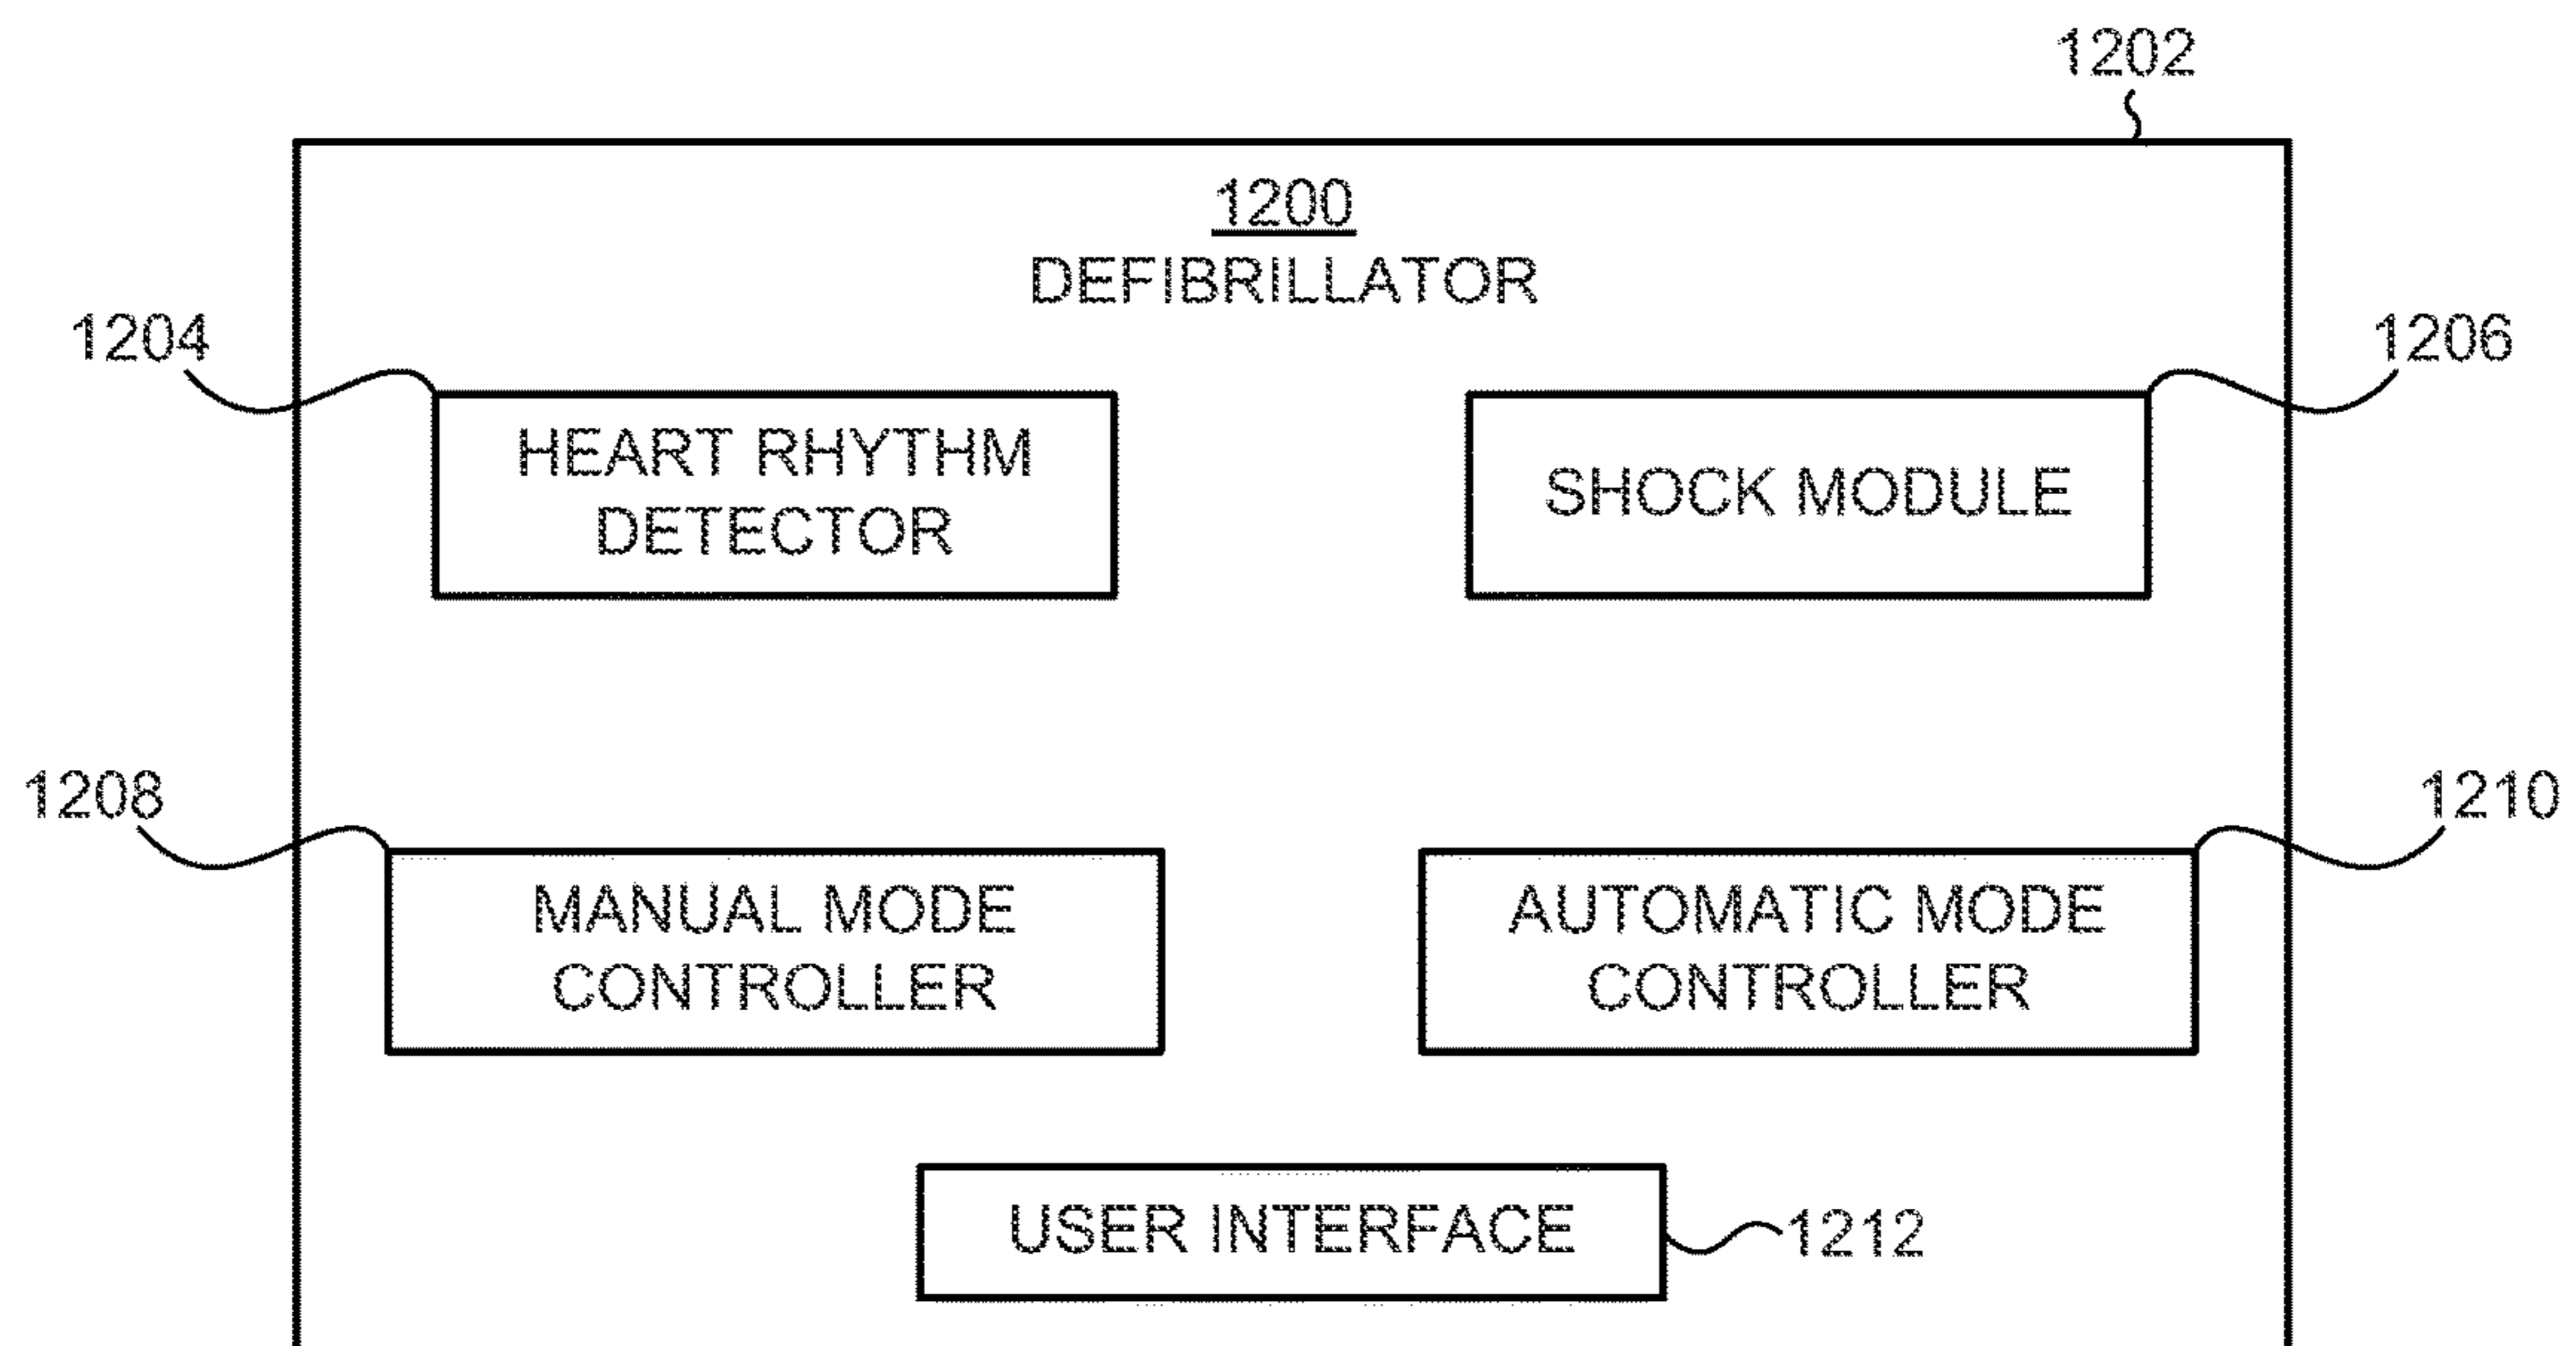 1202
1200
DEFIBRILLATOR
1204
1206
HEART RHYTHM
DETECTOR
SHOCK MODULE
1208
1210
MANUAL MODE
CONTROLLER
AUTOMATIC MODE
CONTROLLER
USER INTERFACE
1212